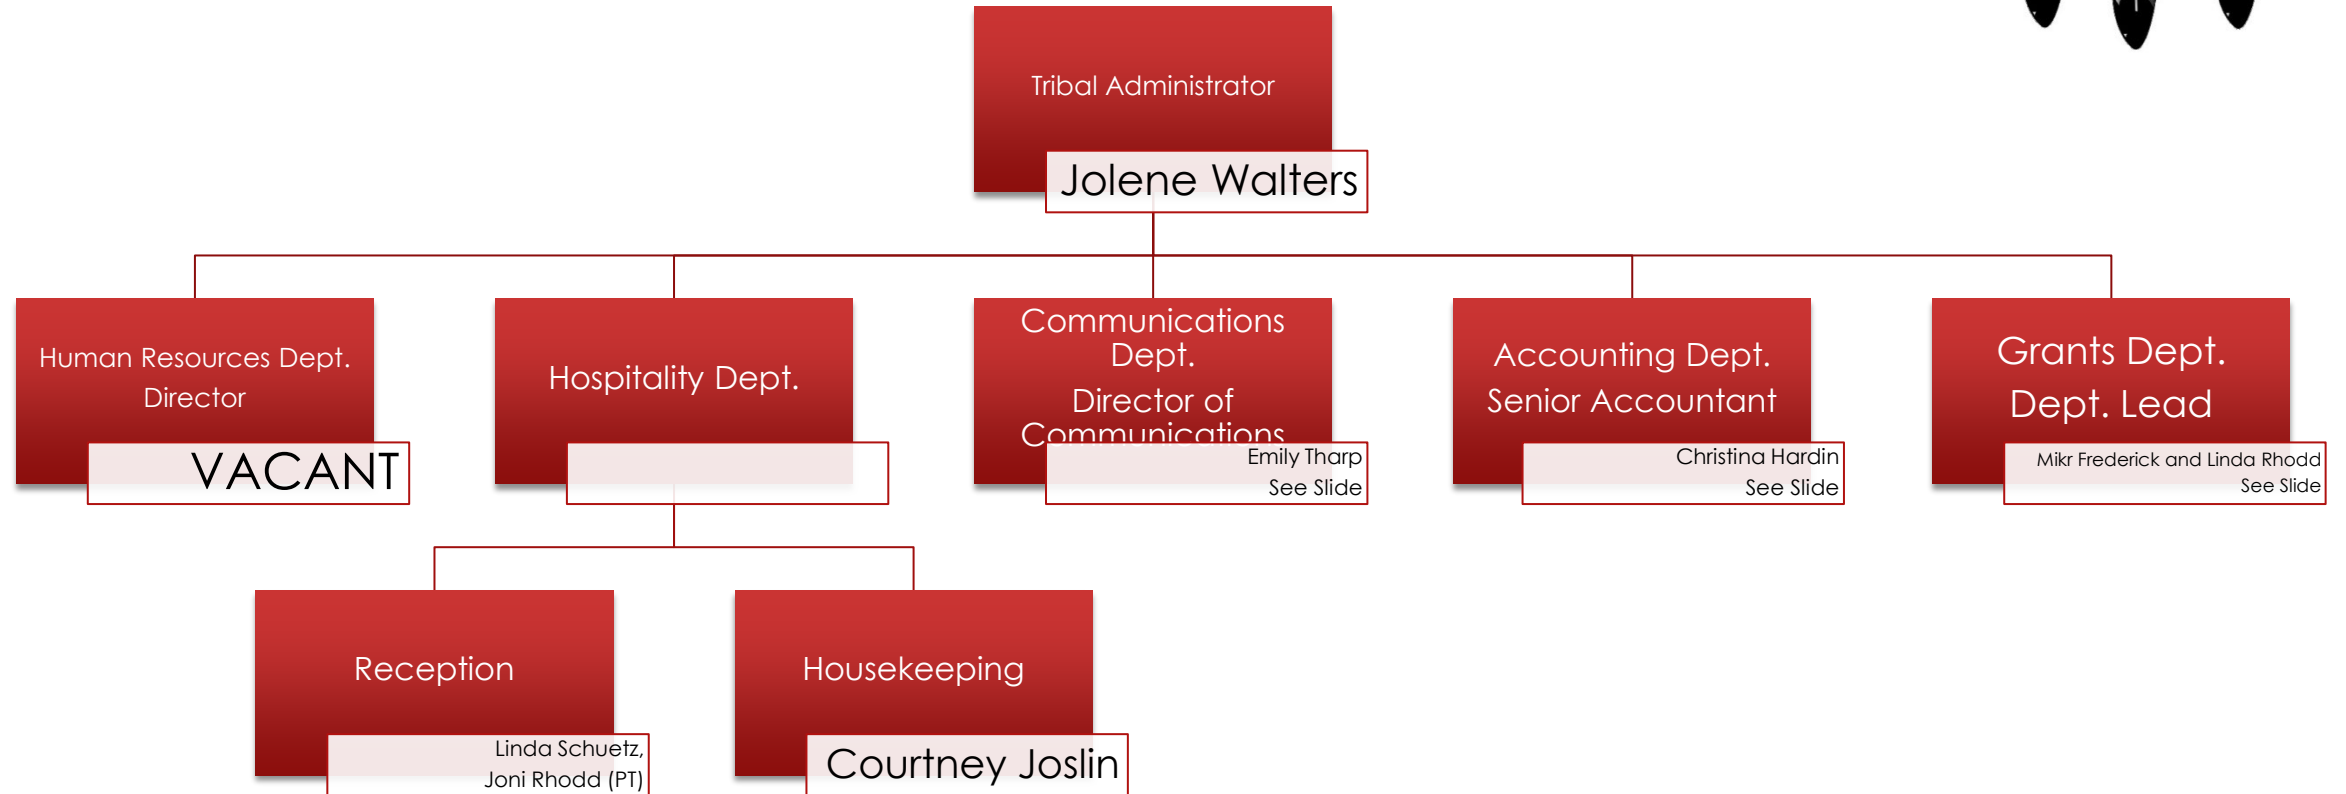 Tribal Administrator
Jolene Walters
Human Resources Dept.
Director
VACANT
Hospitality Dept.
Communications
Dept.
Director of
Communications
Emily Tharp
See Slide
Accounting Dept.
Senior Accountant
Christina Hardin
See Slide
Grants Dept.
Dept. Lead
Mikr Frederick and Linda Rhodd
See Slide
Reception
Linda Schuetz,
Joni Rhodd (PT)
Housekeeping
Courtney Joslin